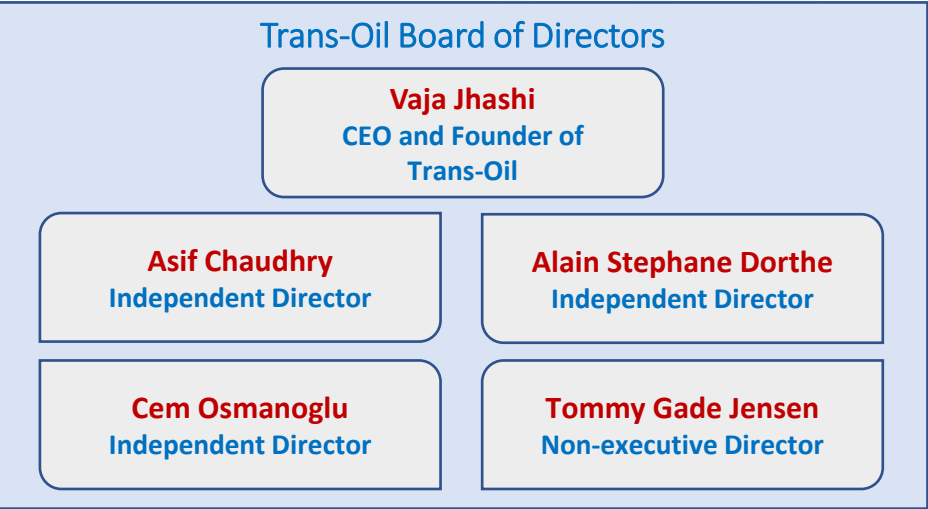 Trans-Oil Board of Directors
Vaja Jhashi
CEO and Founder of
Trans-Oil
Asif Chaudhry
Independent Director
Alain Stephane Dorthe
Independent Director
Cem Osmanoglu
Independent Director
Tommy Gade Jensen
Non-executive Director